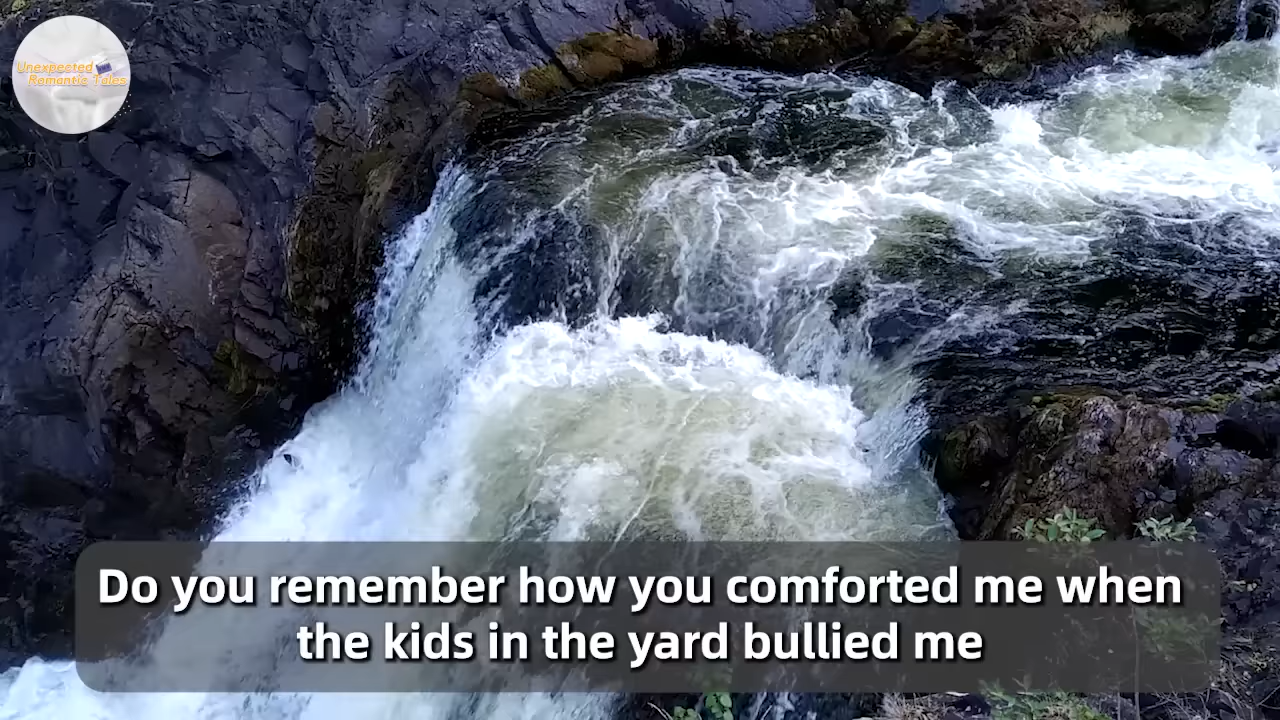 Unexpected
Romantic Tales
Do you remember how you comforted me when
the kids in the yard bullied me